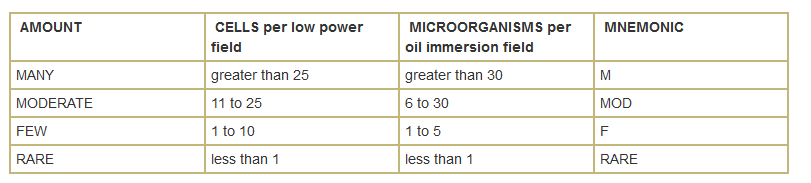 AMOUNT CELLS per low power field MICROORGANISMS per oil immersion field MNEMONIC
MANY greater than 25 greater than 30 M
MODERATE 11 to 25 6 to 30 MOD
FEW 1 to 10 1 to 5 F
RARE less than 1 less than 1 RARE